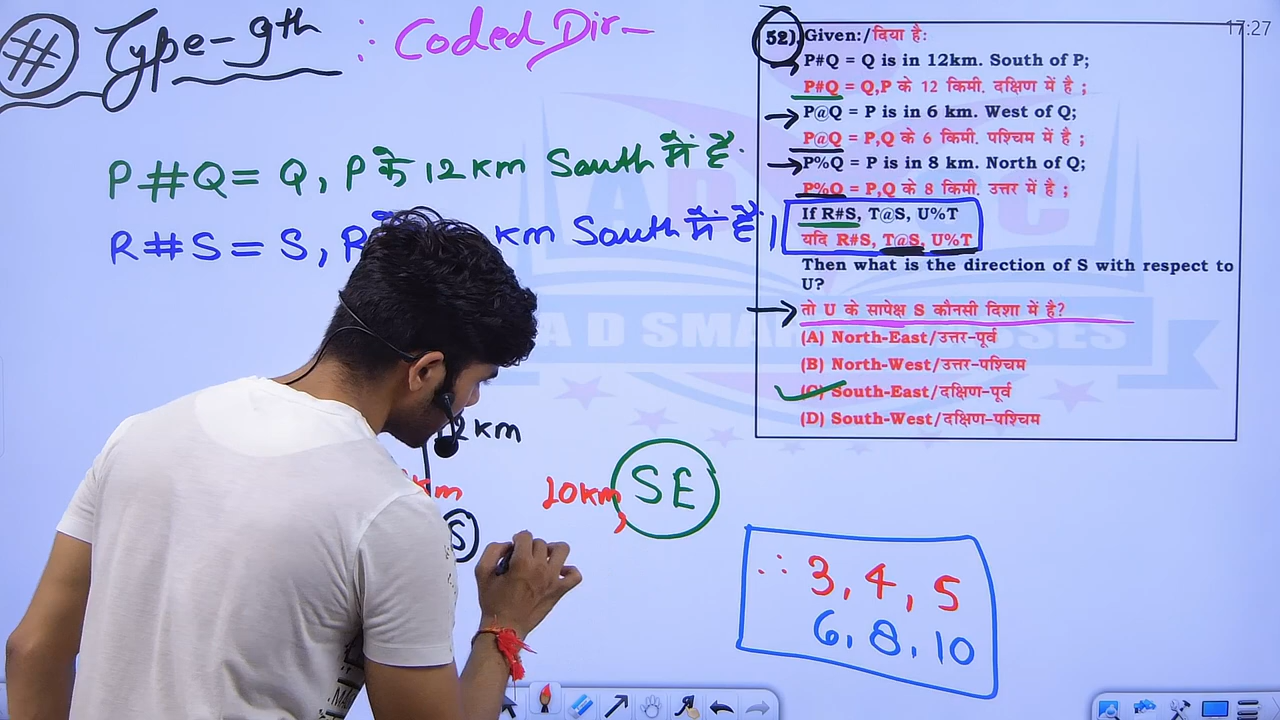 Type-9th : Coded Dir-
17:27
P#Q = Q, P के 12 km South में है.
R#S = S, R km South में है |
52). Given:/दिया है:
P#Q = Q is in 12km. South of P;
P#Q = Q,P के 12 किमी. दक्षिण में है ;
P@Q = P is in 6 km. West of Q;
P@Q = P,Q के 6 किमी. पश्चिम में है ;
P%Q = P is in 8 km. North of Q;
P%Q = P,Q के 8 किमी. उत्तर में है ;
If R#S, T@S, U%T
यदि R#S, T@S, U%T
Then what is the direction of S with respect to
U?
तो U के सापेक्ष S कौनसी दिशा में है?
(A) North-East/उत्तर-पूर्व
(B) North-West/उत्तर-पश्चिम
(C) South-East/दक्षिण-पूर्व
(D) South-West/दक्षिण-पश्चिम
km
km
10km, SE
S
∴ 3, 4, 5
6, 8, 10